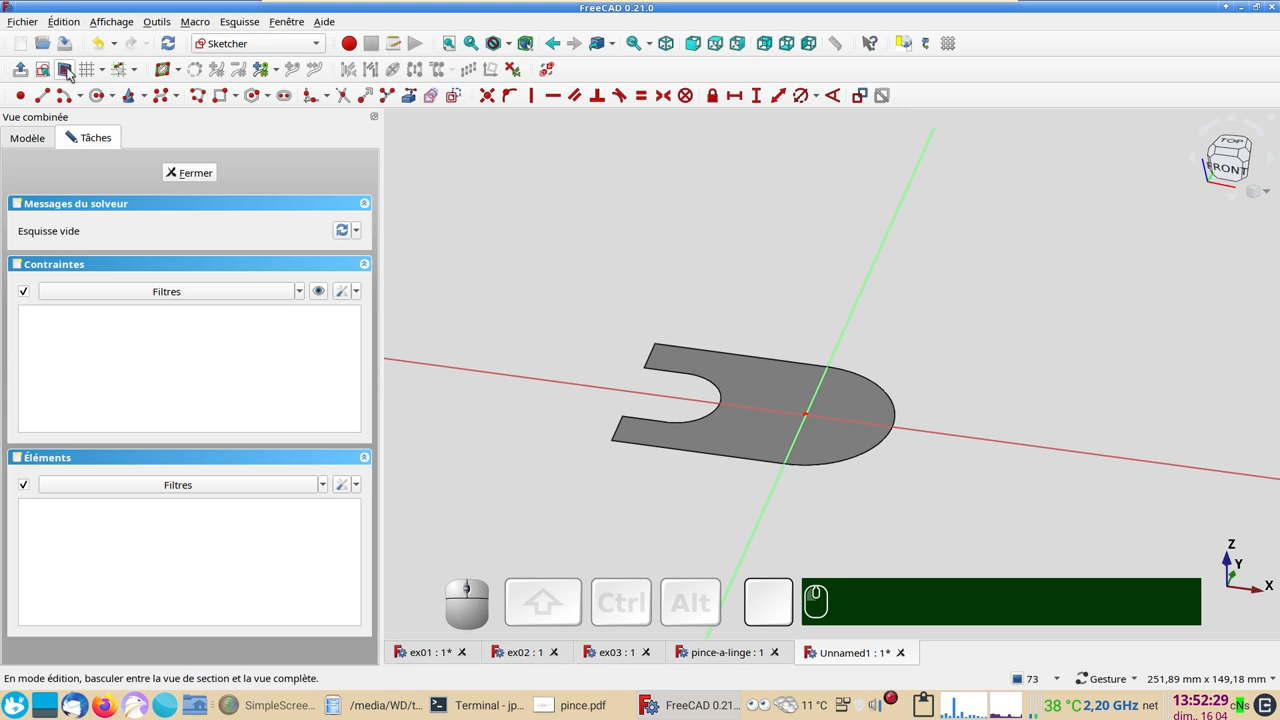 FreeCAD 0.21.0
Fichier Édition Affichage Outils Macro Esquisse Fenêtre Aide
Sketcher
Vue combinée
Modèle Tâches
Fermer
Messages du solveur
Esquisse vide
Contraintes
Filtres
Éléments
Filtres
TOP
FRONT
Z
Y
X
Ctrl Alt
ex01 : 1* ex02 : 1 ex03 : 1 pince-a-linge : 1 Unnamed1 : 1*
En mode édition, basculer entre la vue de section et la vue complète. 73 Gesture 251,89 mm x 149,18 mm
SimpleScree... /media/WD/t... Terminal - jp... pince.pdf FreeCAD 0.21... 11 °C 38 °C 2,20 GHz net 13:52:29 cNs
dim., 16 04